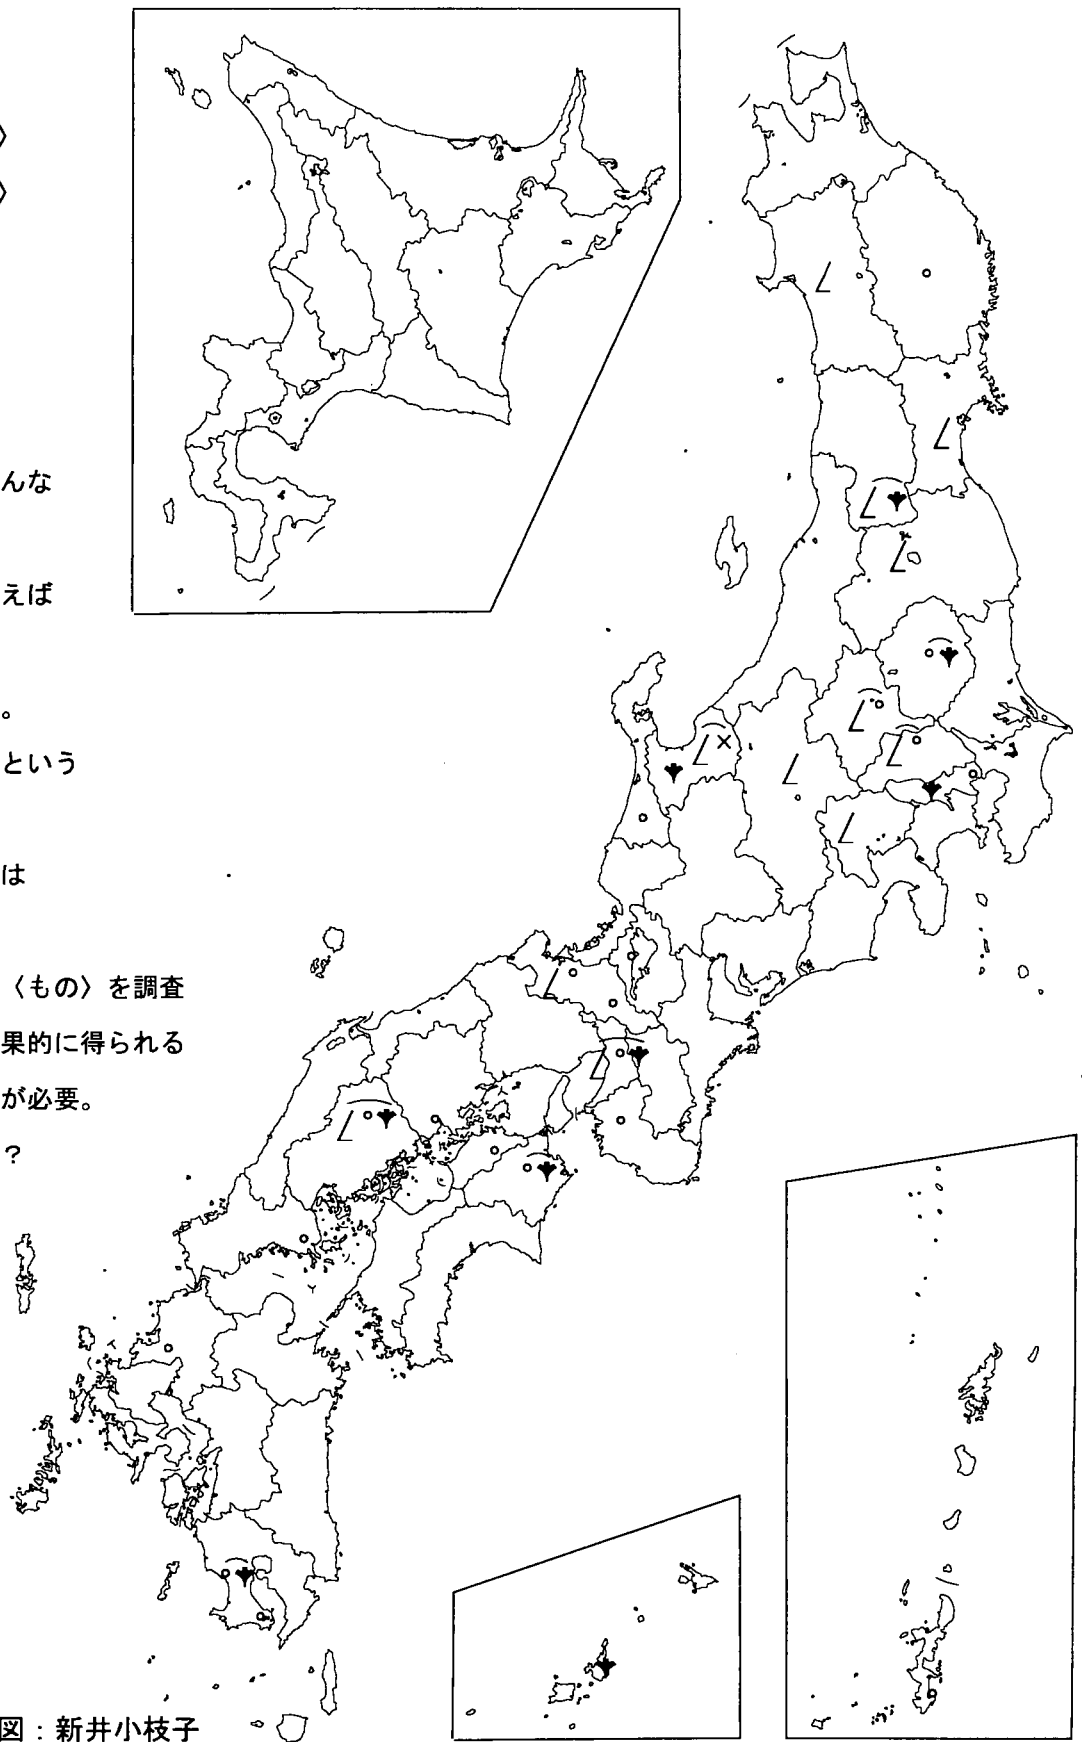 〉
〉
んな
えば
。
という
は
〈もの〉を調査
果的に得られる
が必要。
?
図：新井小枝子